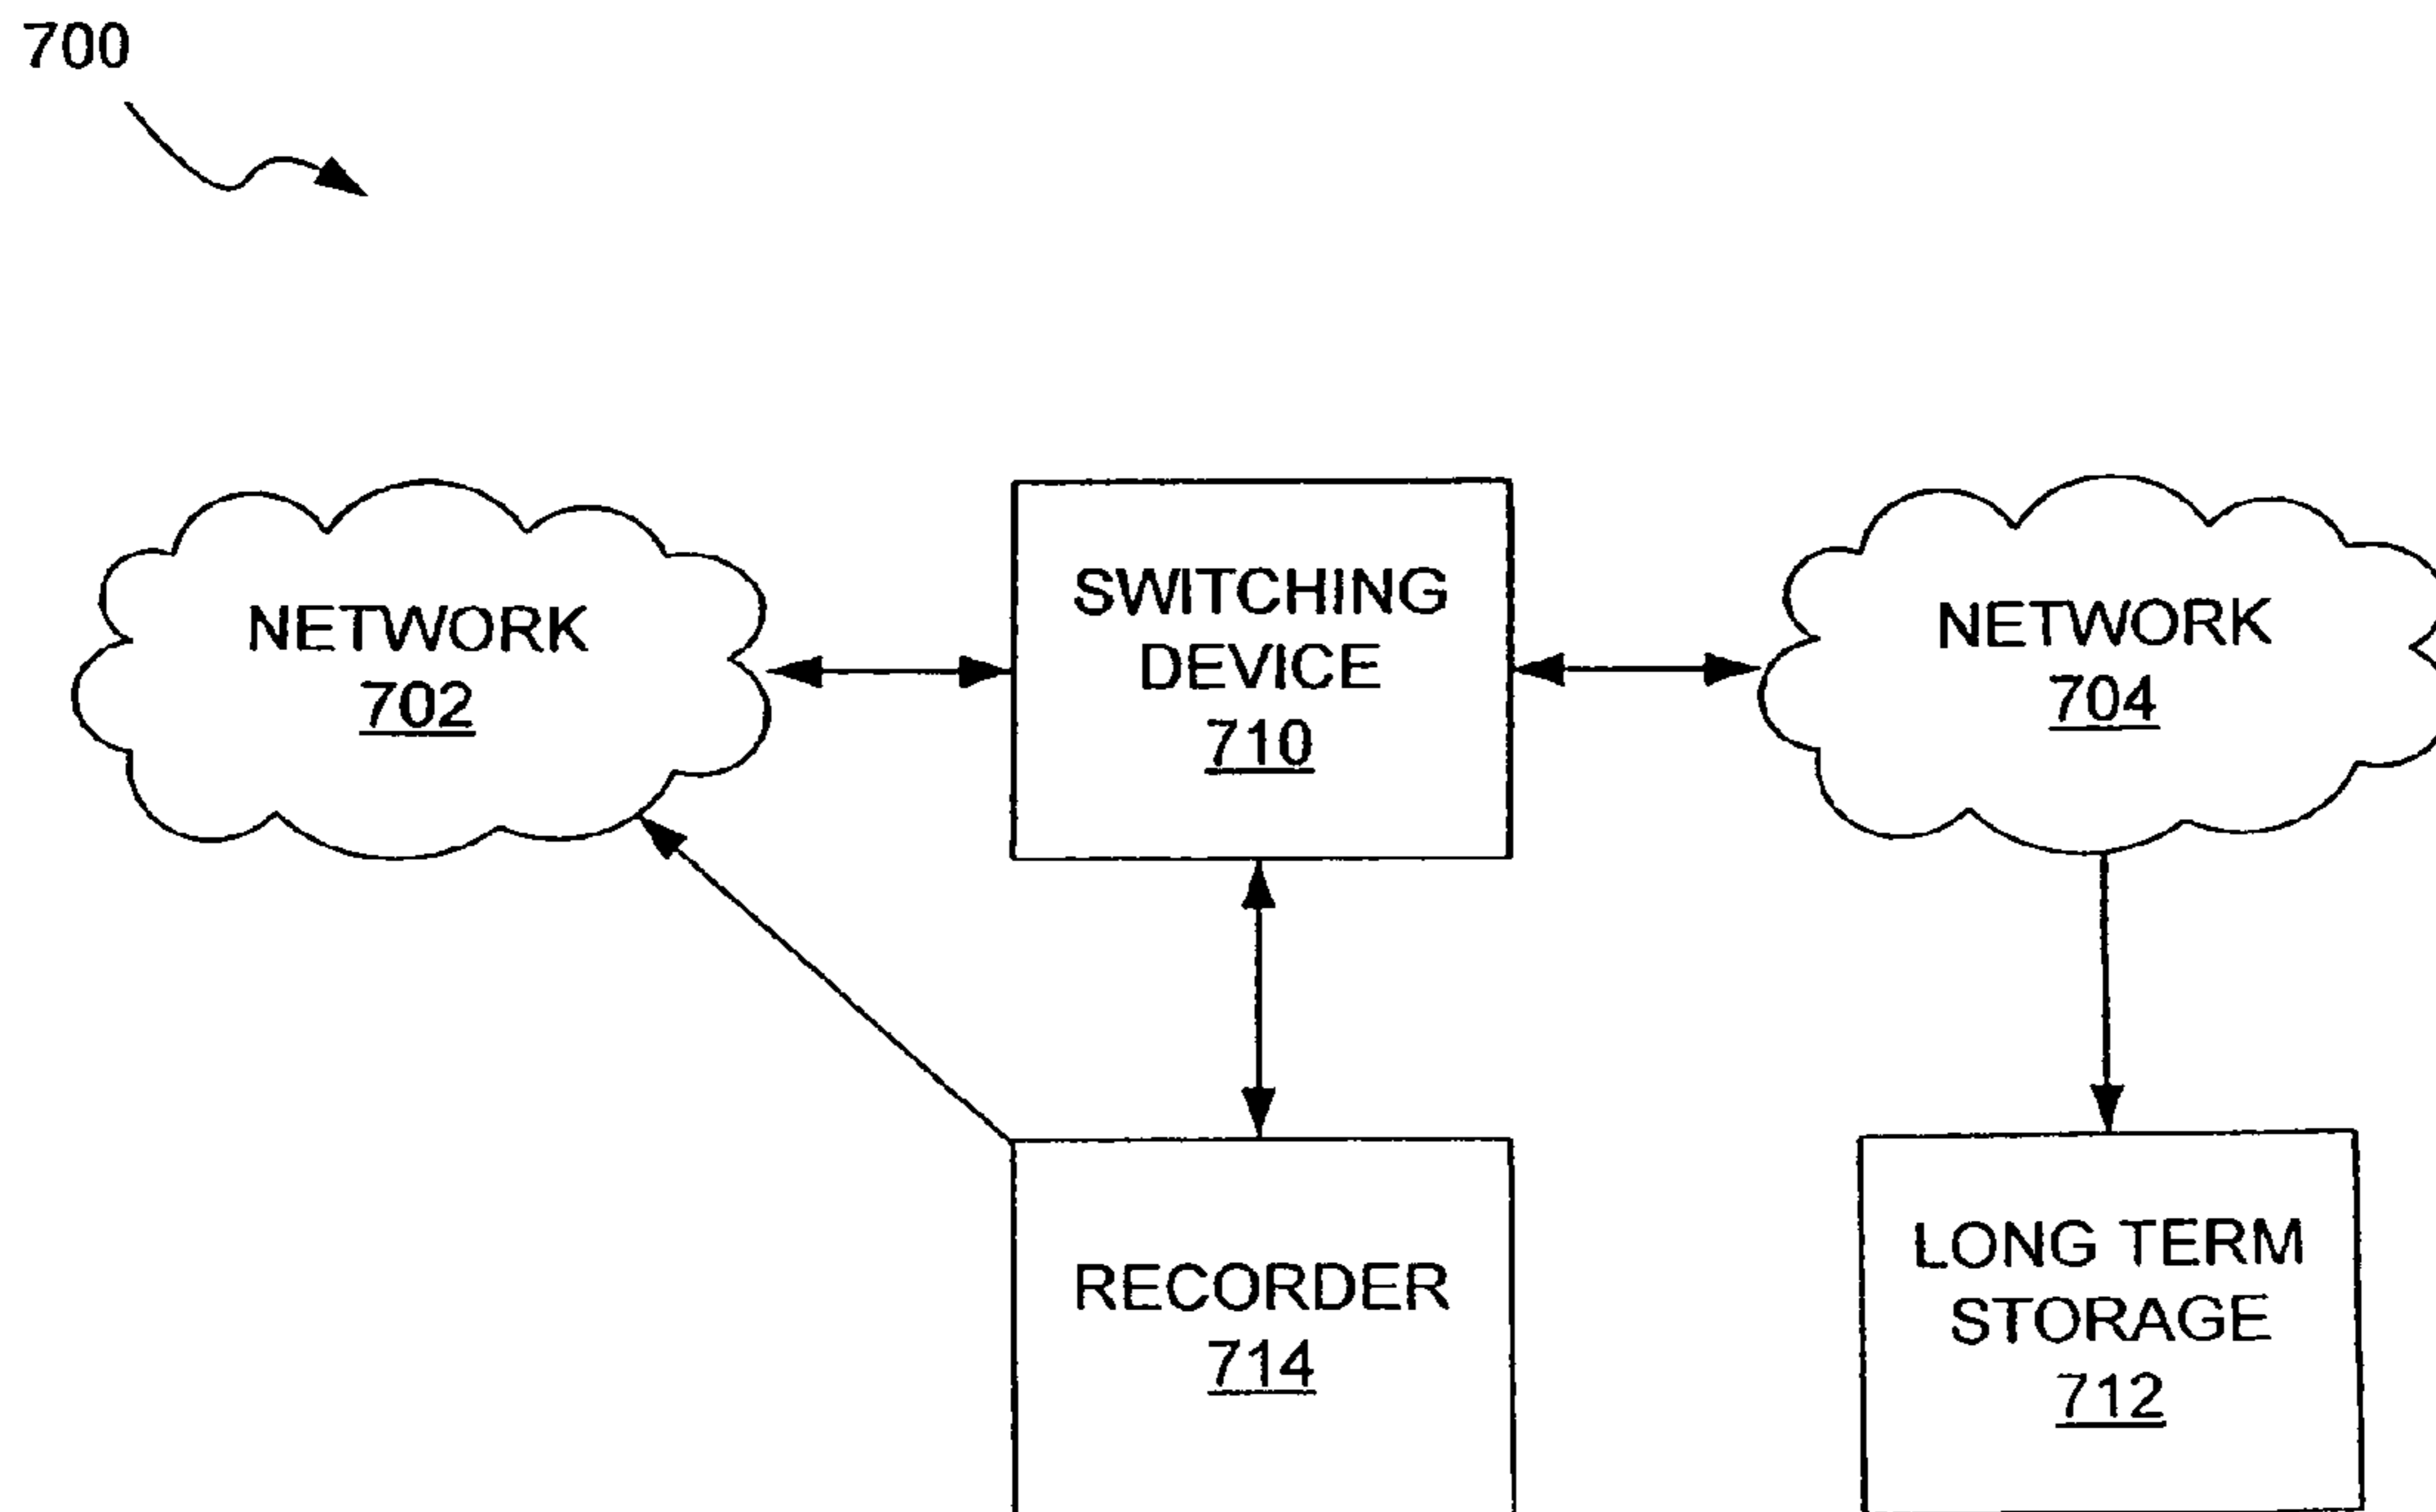 700
NETWORK
702
SWITCHING
DEVICE
710
NETWORK
704
RECORDER
714
LONG TERM
STORAGE
712